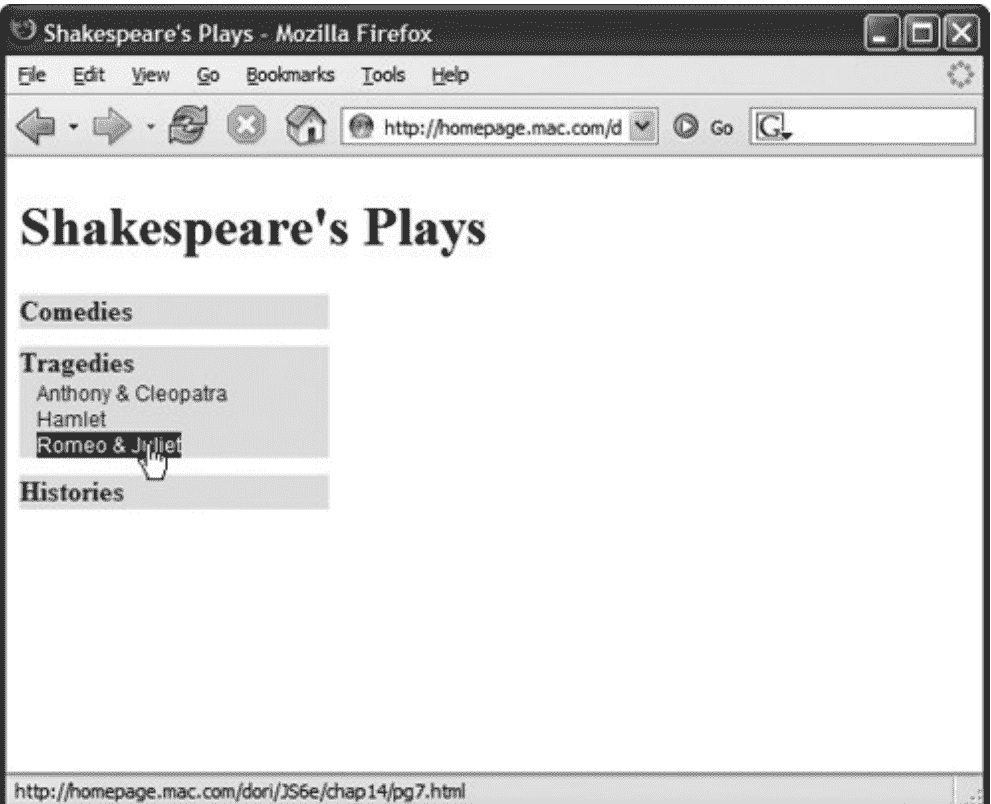 Shakespeare's Plays - Mozilla Firefox
File Edit View Go Bookmarks Tools Help
http://homepage.mac.com/d Go G
Shakespeare's Plays
Comedies
Tragedies
Anthony & Cleopatra
Hamlet
Romeo & Juliet
Histories
http://homepage.mac.com/dori/JS6e/chap14/pg7.html